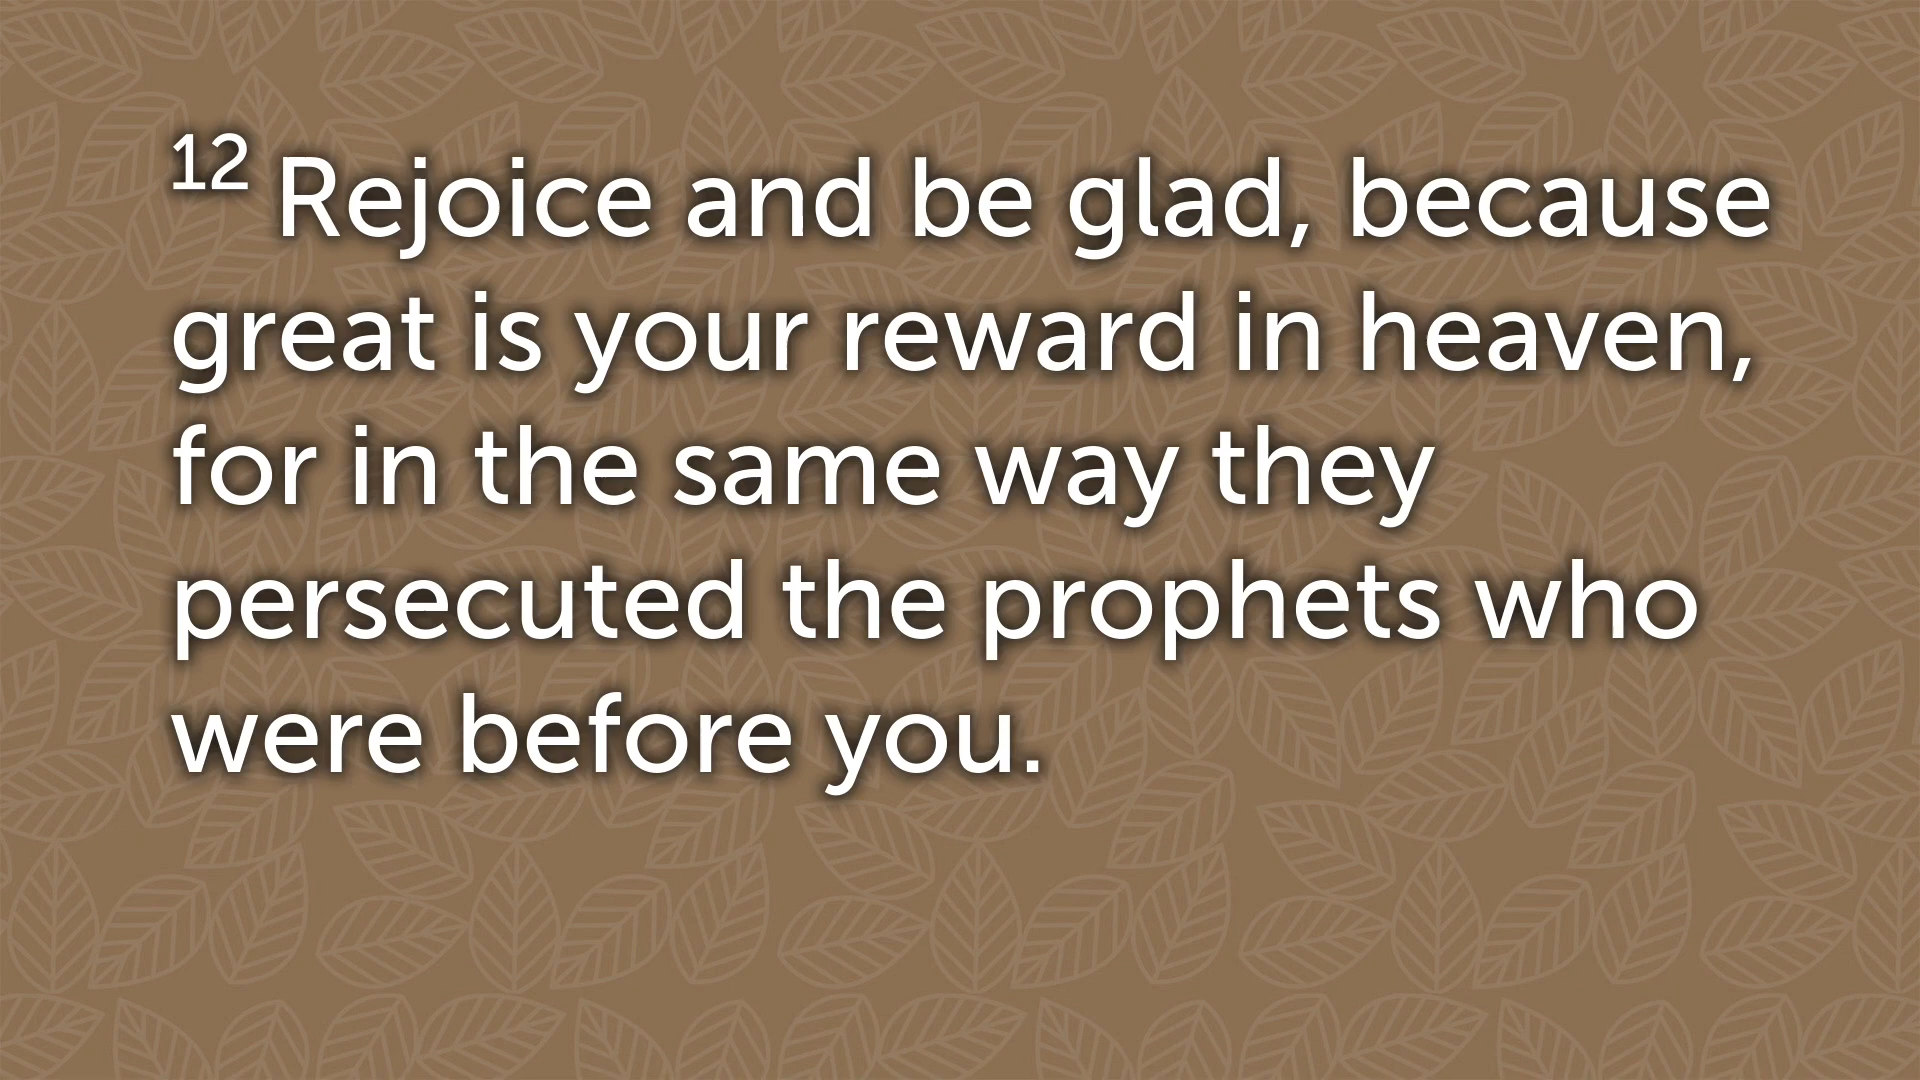 12 Rejoice and be glad, because
great is your reward in heaven,
for in the same way they
persecuted the prophets who
were before you.